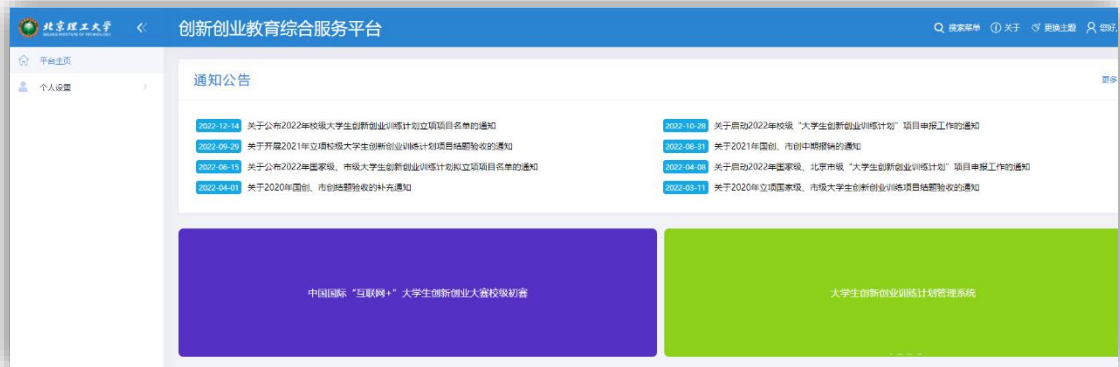 北京理工大学
BEIJING INSTITUTE OF TECHNOLOGY
创新创业教育综合服务平台
搜索菜单 关于 更换主题 您好,
平台主页
个人设置
通知公告
更多
2022-12-14 关于公布2022年校级大学生创新创业训练计划立项项目名单的通知
2022-10-28 关于启动2022年校级“大学生创新创业训练计划”项目申报工作的通知
2022-09-29 关于开展2021年立项校级大学生创新创业训练计划项目结题验收的通知
2022-08-31 关于2021年国创、市创中期报销的通知
2022-06-15 关于公布2022年国家级、市级大学生创新创业训练计划拟立项项目名单的通知
2022-04-08 关于启动2022年国家级、北京市级“大学生创新创业训练计划”项目申报工作的通知
2022-04-01 关于2020年国创、市创结题验收的补充通知
2022-03-11 关于2020年立项国家级、市级大学生创新创业训练项目结题验收的通知
中国国际“互联网+”大学生创新创业大赛校级初赛
大学生创新创业训练计划管理系统